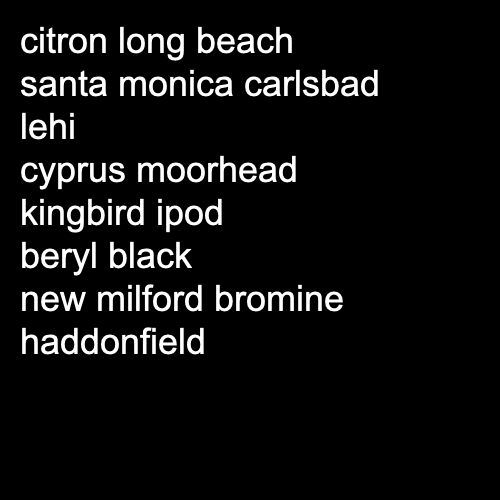 citron long beach
santa monica carlsbad
lehi
cyprus moorhead
kingbird ipod
beryl black
new milford bromine
haddonfield